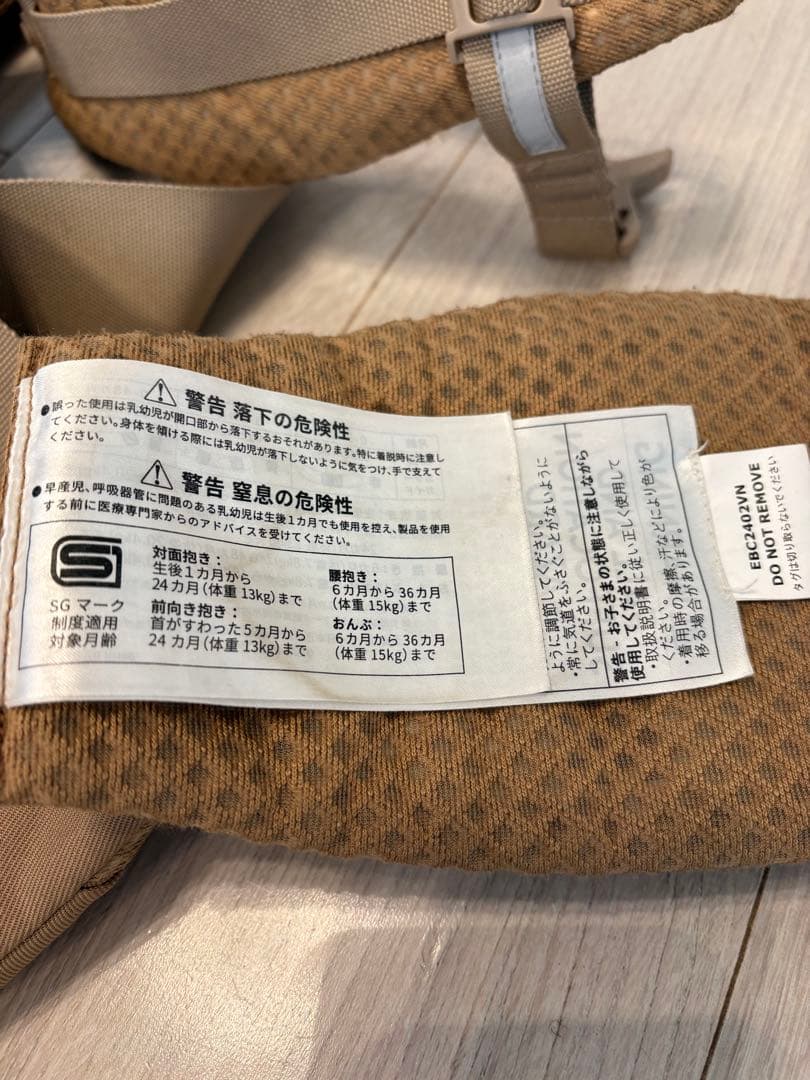 ⚠ 警告 落下の危険性
●誤った使用は乳幼児が開口部から落下するおそれがあります。特に着脱時に注意し
てください。身体を傾ける際には乳幼児が落下しないように気をつけ、手で支えて
ください。
⚠ 警告 窒息の危険性
●早産児、呼吸器管に問題のある乳幼児は生後1カ月でも使用を控え、製品を使用
する前に医療専門家からのアドバイスを受けてください。
SG マーク
制度適用
対象月齢
対面抱き：
生後1カ月から
24カ月(体重13kg)まで
前向き抱き：
首がすわった5カ月から
24カ月(体重13kg)まで
腰抱き：
6カ月から36カ月
(体重15kg)まで
おんぶ：
6カ月から36カ月
(体重15kg)まで
ように調節してください。
・常に気道をふさぐことがないように
してください。
警告 - お子さまの状態に注意しながら
使用してください。
・取扱説明書に従い正しく使用して
ください。
・着用時の摩擦、汗などにより色が
移る場合があります。
EBC2402VN
DO NOT REMOVE
タグは切り取らないでください